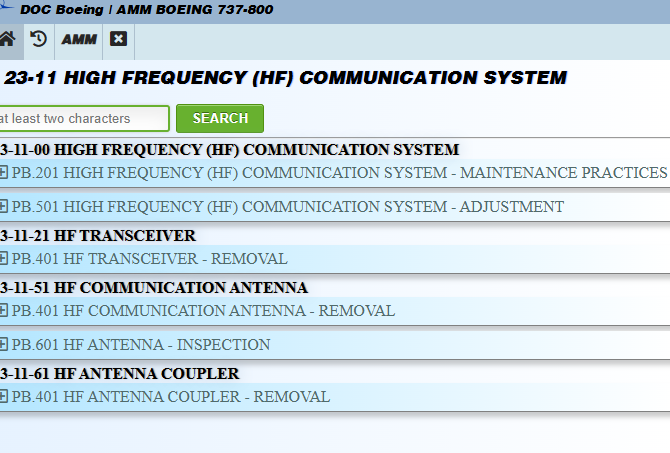 DOC Boeing / AMM BOEING 737-800
AMM
23-11 HIGH FREQUENCY (HF) COMMUNICATION SYSTEM
at least two characters
SEARCH
3-11-00 HIGH FREQUENCY (HF) COMMUNICATION SYSTEM
PB.201 HIGH FREQUENCY (HF) COMMUNICATION SYSTEM - MAINTENANCE PRACTICES
PB.501 HIGH FREQUENCY (HF) COMMUNICATION SYSTEM - ADJUSTMENT
3-11-21 HF TRANSCEIVER
PB.401 HF TRANSCEIVER - REMOVAL
3-11-51 HF COMMUNICATION ANTENNA
PB.401 HF COMMUNICATION ANTENNA - REMOVAL
PB.601 HF ANTENNA - INSPECTION
3-11-61 HF ANTENNA COUPLER
PB.401 HF ANTENNA COUPLER - REMOVAL